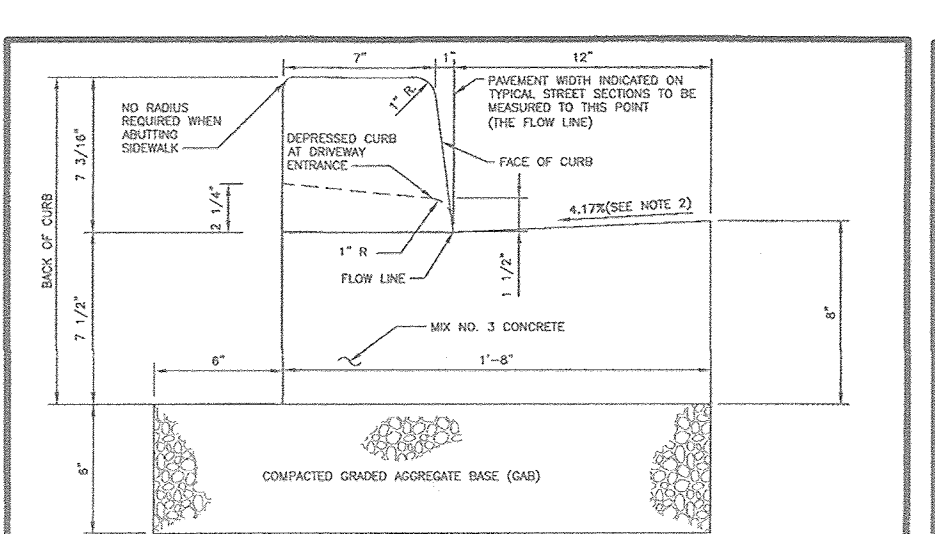 7"
1"
12"
NO RADIUS
REQUIRED WHEN
ABUTTING
SIDEWALK
1" R.
PAVEMENT WIDTH INDICATED ON
TYPICAL STREET SECTIONS TO BE
MEASURED TO THIS POINT
(THE FLOW LINE)
DEPRESSED CURB
AT DRIVEWAY
ENTRANCE
FACE OF CURB
7 3/16"
2 1/4"
4.17%(SEE NOTE 2)
BACK OF CURB
1" R
FLOW LINE
1 1/2"
7 1/2"
8"
MIX NO. 3 CONCRETE
6"
1'-8"
6"
COMPACTED GRADED AGGREGATE BASE (GAB)